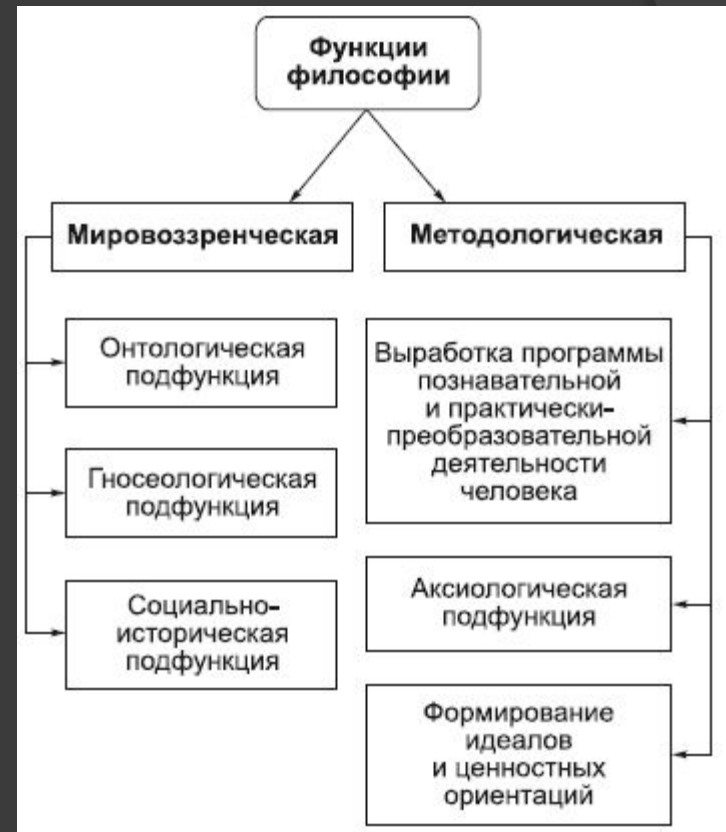 Функции
философии
Мировоззренческая
Методологическая
Онтологическая
подфункция
Гносеологическая
подфункция
Социально-
историческая
подфункция
Выработка программы
познавательной
и практически-
преобразовательной
деятельности
человека
Аксиологическая
подфункция
Формирование
идеалов
и ценностных
ориентаций